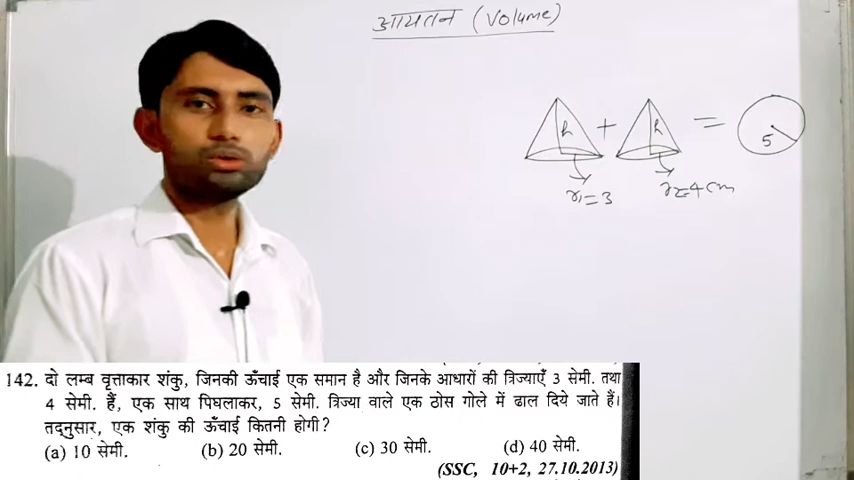 आयतन (Volume)
h + h = 5
r₁=3 r₂=4cm
142. दो लम्ब वृत्ताकार शंकु, जिनकी ऊँचाई एक समान है और जिनके आधारों की त्रिज्याएँ 3 सेमी. तथा
4 सेमी. हैं, एक साथ पिघलाकर, 5 सेमी. त्रिज्या वाले एक ठोस गोले में ढाल दिये जाते हैं।
तद्नुसार, एक शंकु की ऊँचाई कितनी होगी?
(a) 10 सेमी. (b) 20 सेमी. (c) 30 सेमी. (d) 40 सेमी.
(SSC, 10+2, 27.10.2013)